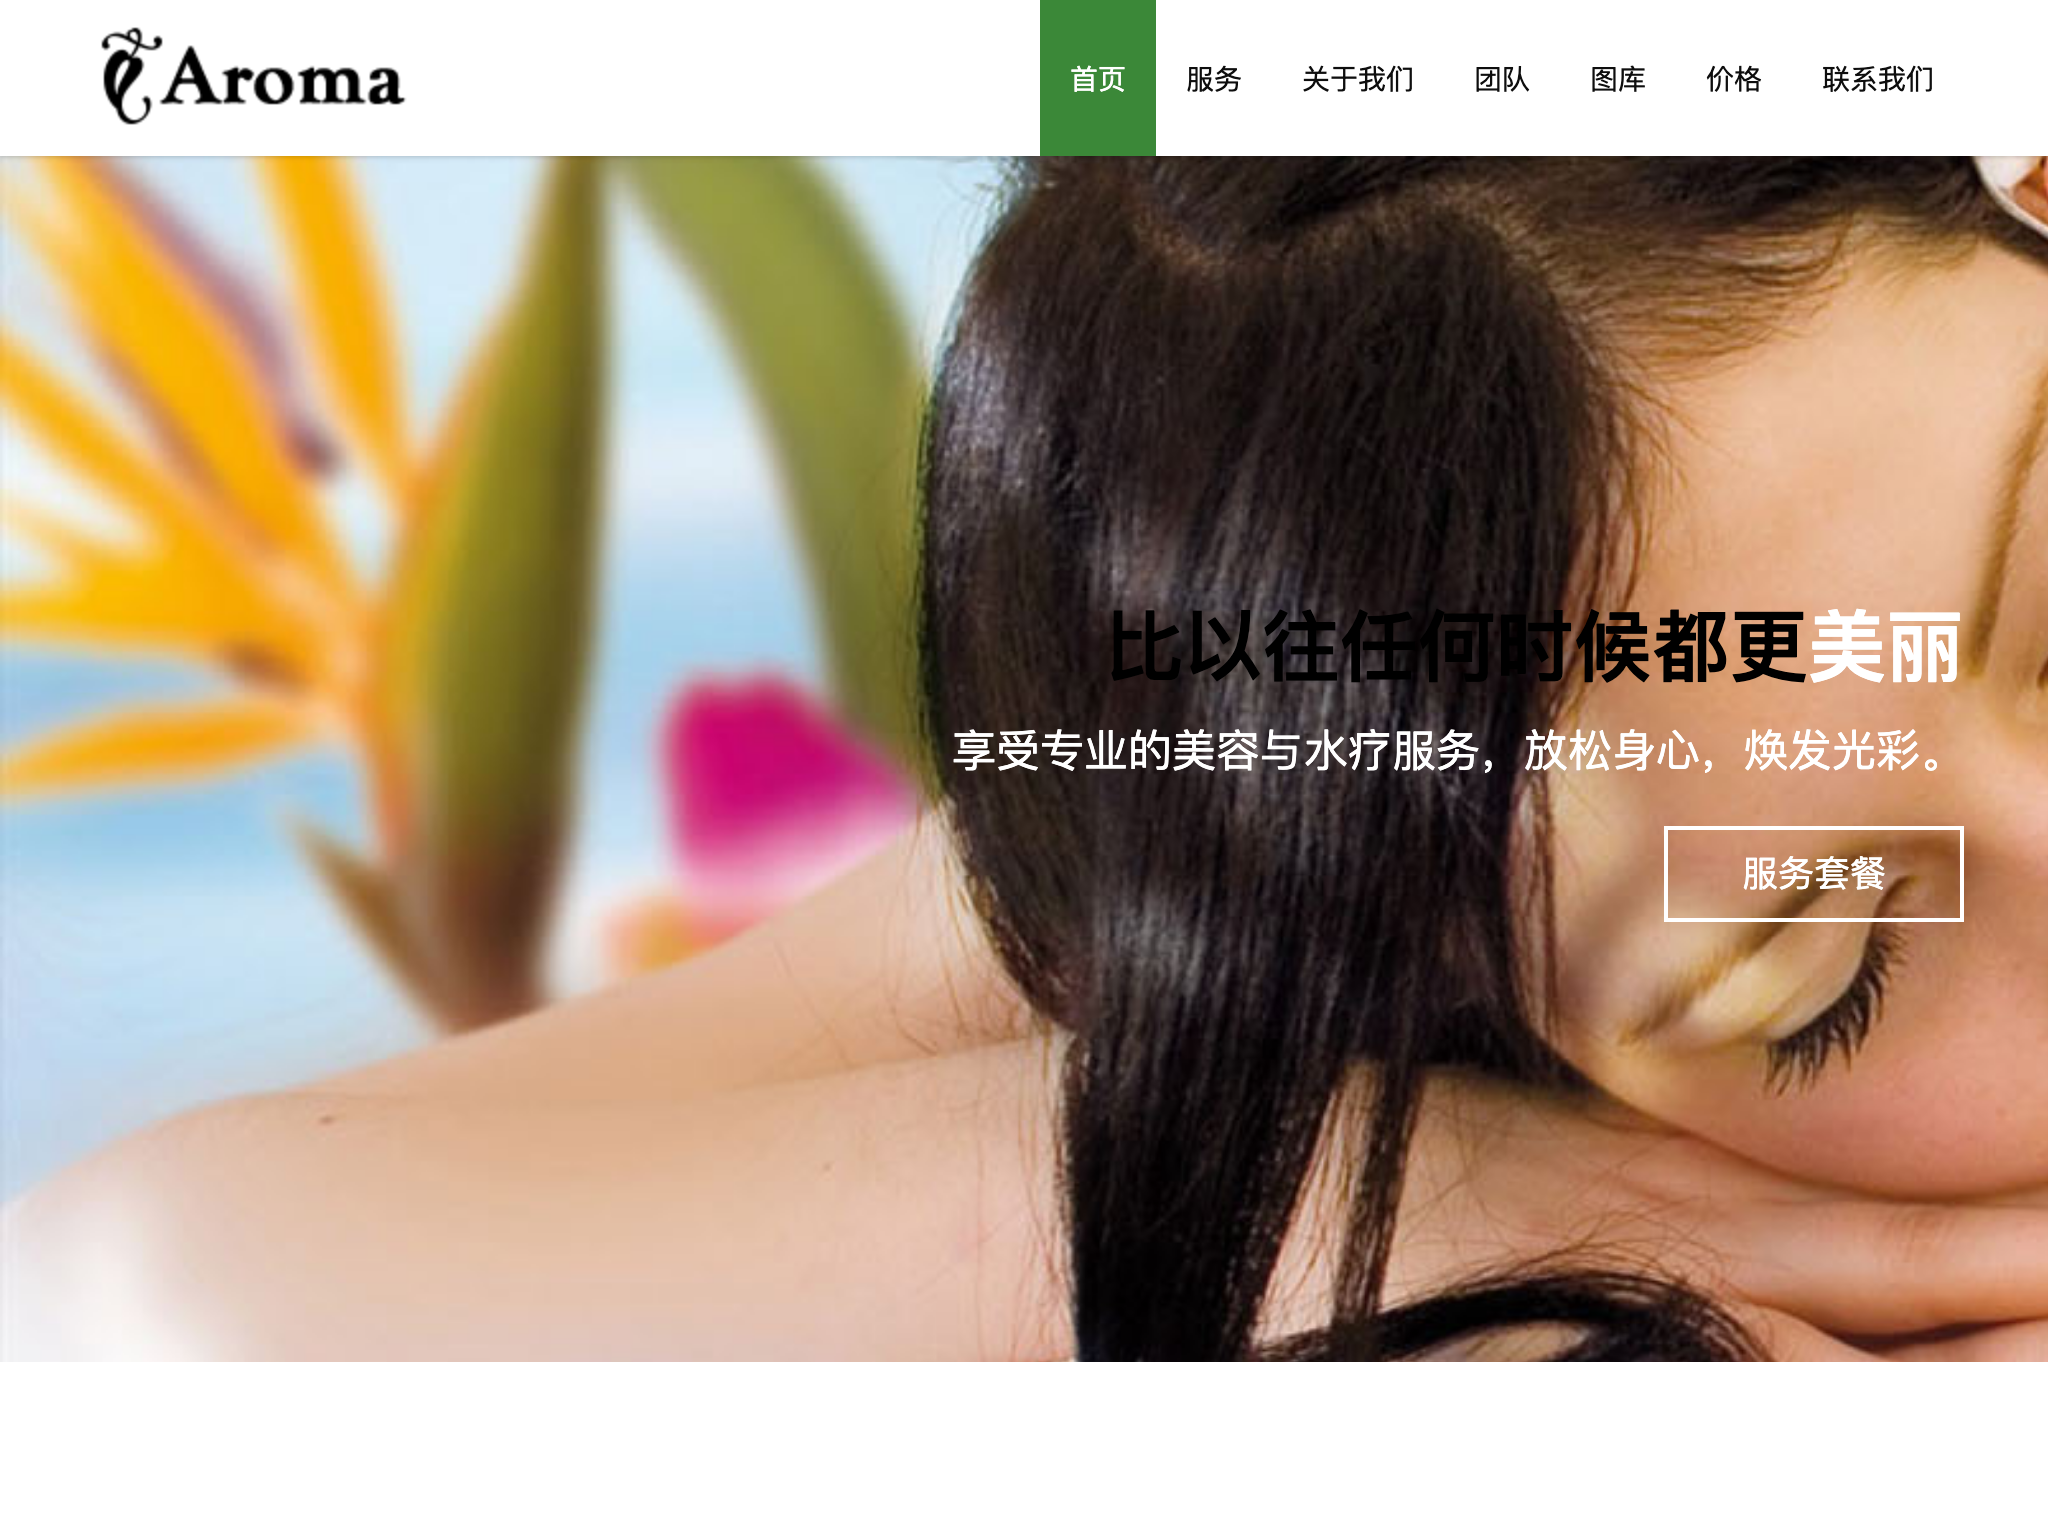 Aroma
首页 服务 关于我们 团队 图库 价格 联系我们
比以往任何时候都更美丽
享受专业的美容与水疗服务，放松身心，焕发光彩。
服务套餐